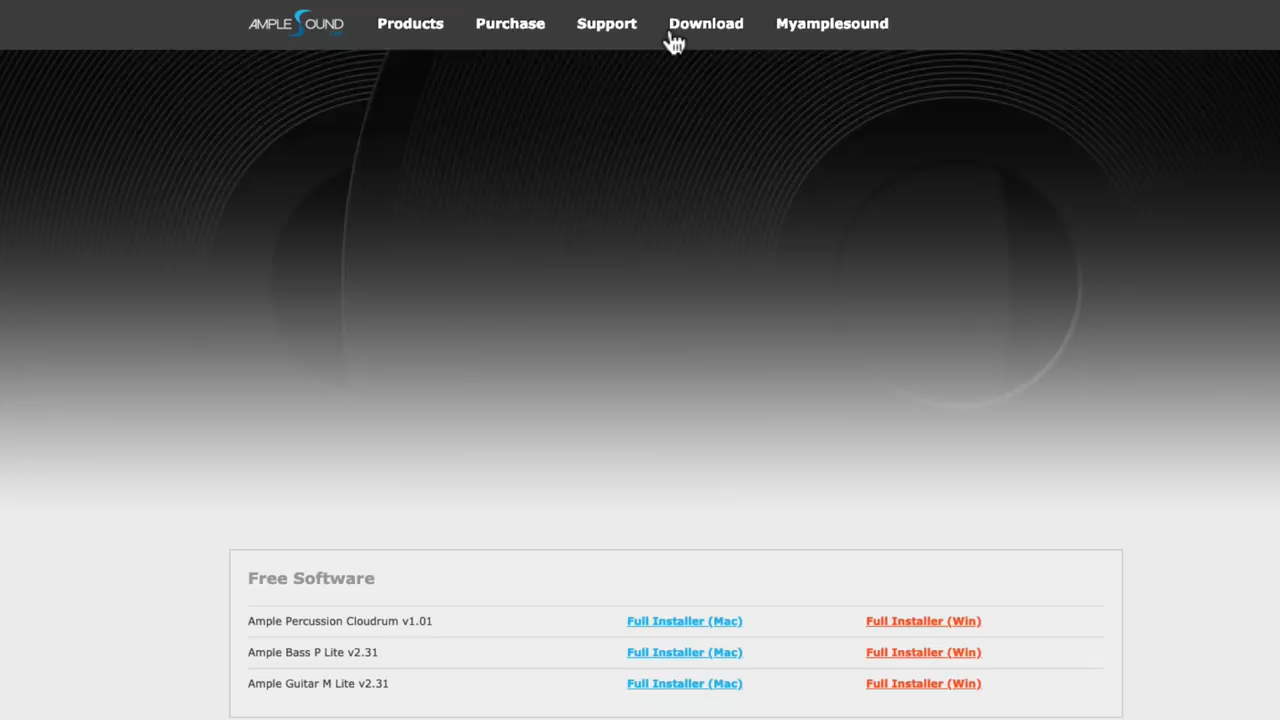 AMPLE SOUND Products Purchase Support Download Myamplesound
Free Software
Ample Percussion Cloudrum v1.01 Full Installer (Mac) Full Installer (Win)
Ample Bass P Lite v2.31 Full Installer (Mac) Full Installer (Win)
Ample Guitar M Lite v2.31 Full Installer (Mac) Full Installer (Win)